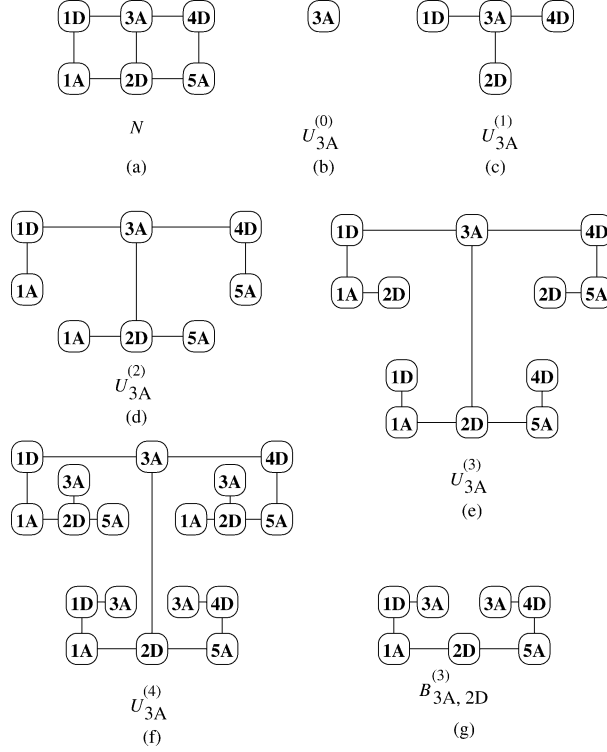 1D 3A 4D 3A 1D 3A 4D
1A 2D 5A 2D
N U(0)3A U(1)3A
(a) (b) (c)
1D 3A 4D 1D 3A 4D
1A 5A 1A 2D 2D 5A
1A 2D 5A
U(2)3A
(d)
1D 4D
1A 2D 5A
U(3)3A
(e)
1D 3A 4D
3A 3A
1A 2D 5A 1A 2D 5A
1D 3A 3A 4D
1A 2D 5A
U(4)3A
(f)
1D 3A 3A 4D
1A 2D 5A
B(3)3A, 2D
(g)